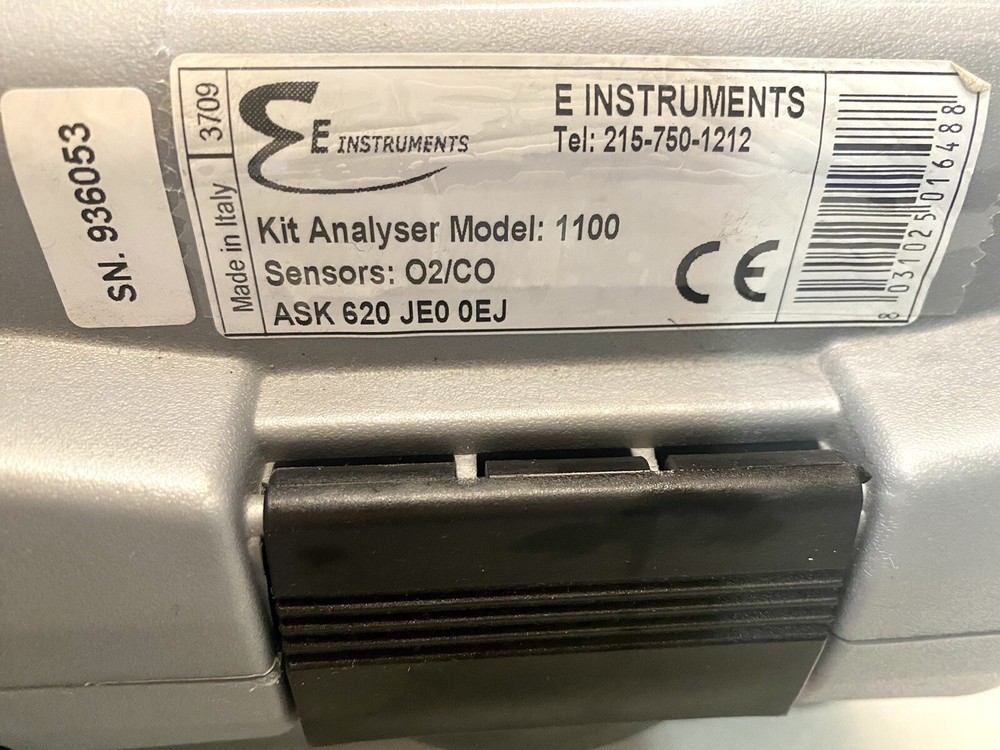 SN. 936053
Made in Italy 3709
E INSTRUMENTS
E INSTRUMENTS
Tel: 215-750-1212
Kit Analyser Model: 1100
Sensors: O2/CO
ASK 620 JE0 0EJ
CE
8 031025 016488